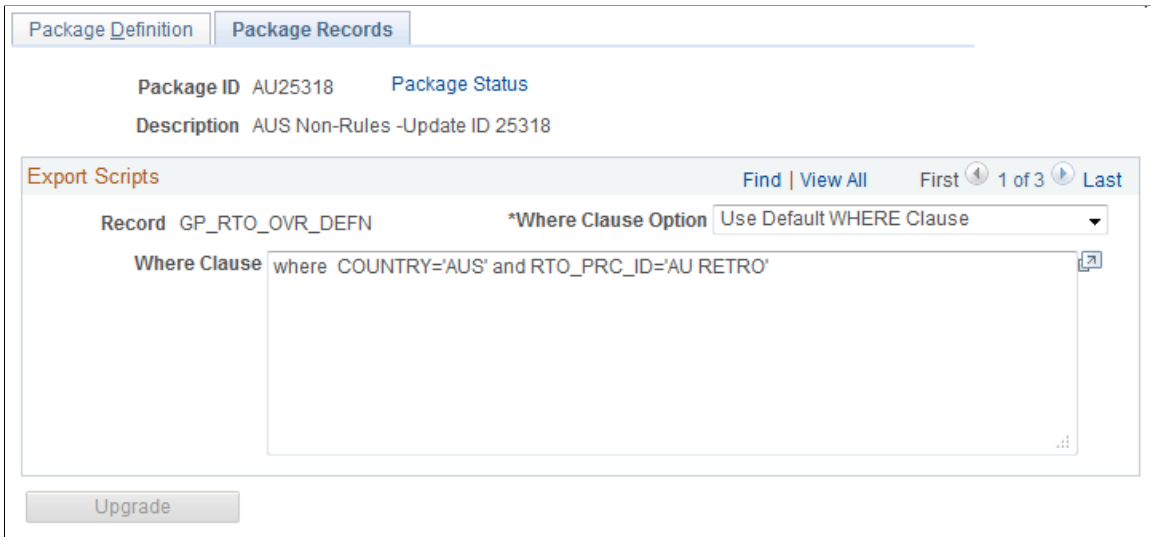 Package Definition Package Records
Package ID AU25318 Package Status
Description AUS Non-Rules -Update ID 25318
Export Scripts Find | View All First 1 of 3 Last
Record GP_RTO_OVR_DEFN *Where Clause Option Use Default WHERE Clause
Where Clause where  COUNTRY='AUS' and RTO_PRC_ID='AU RETRO'
Upgrade